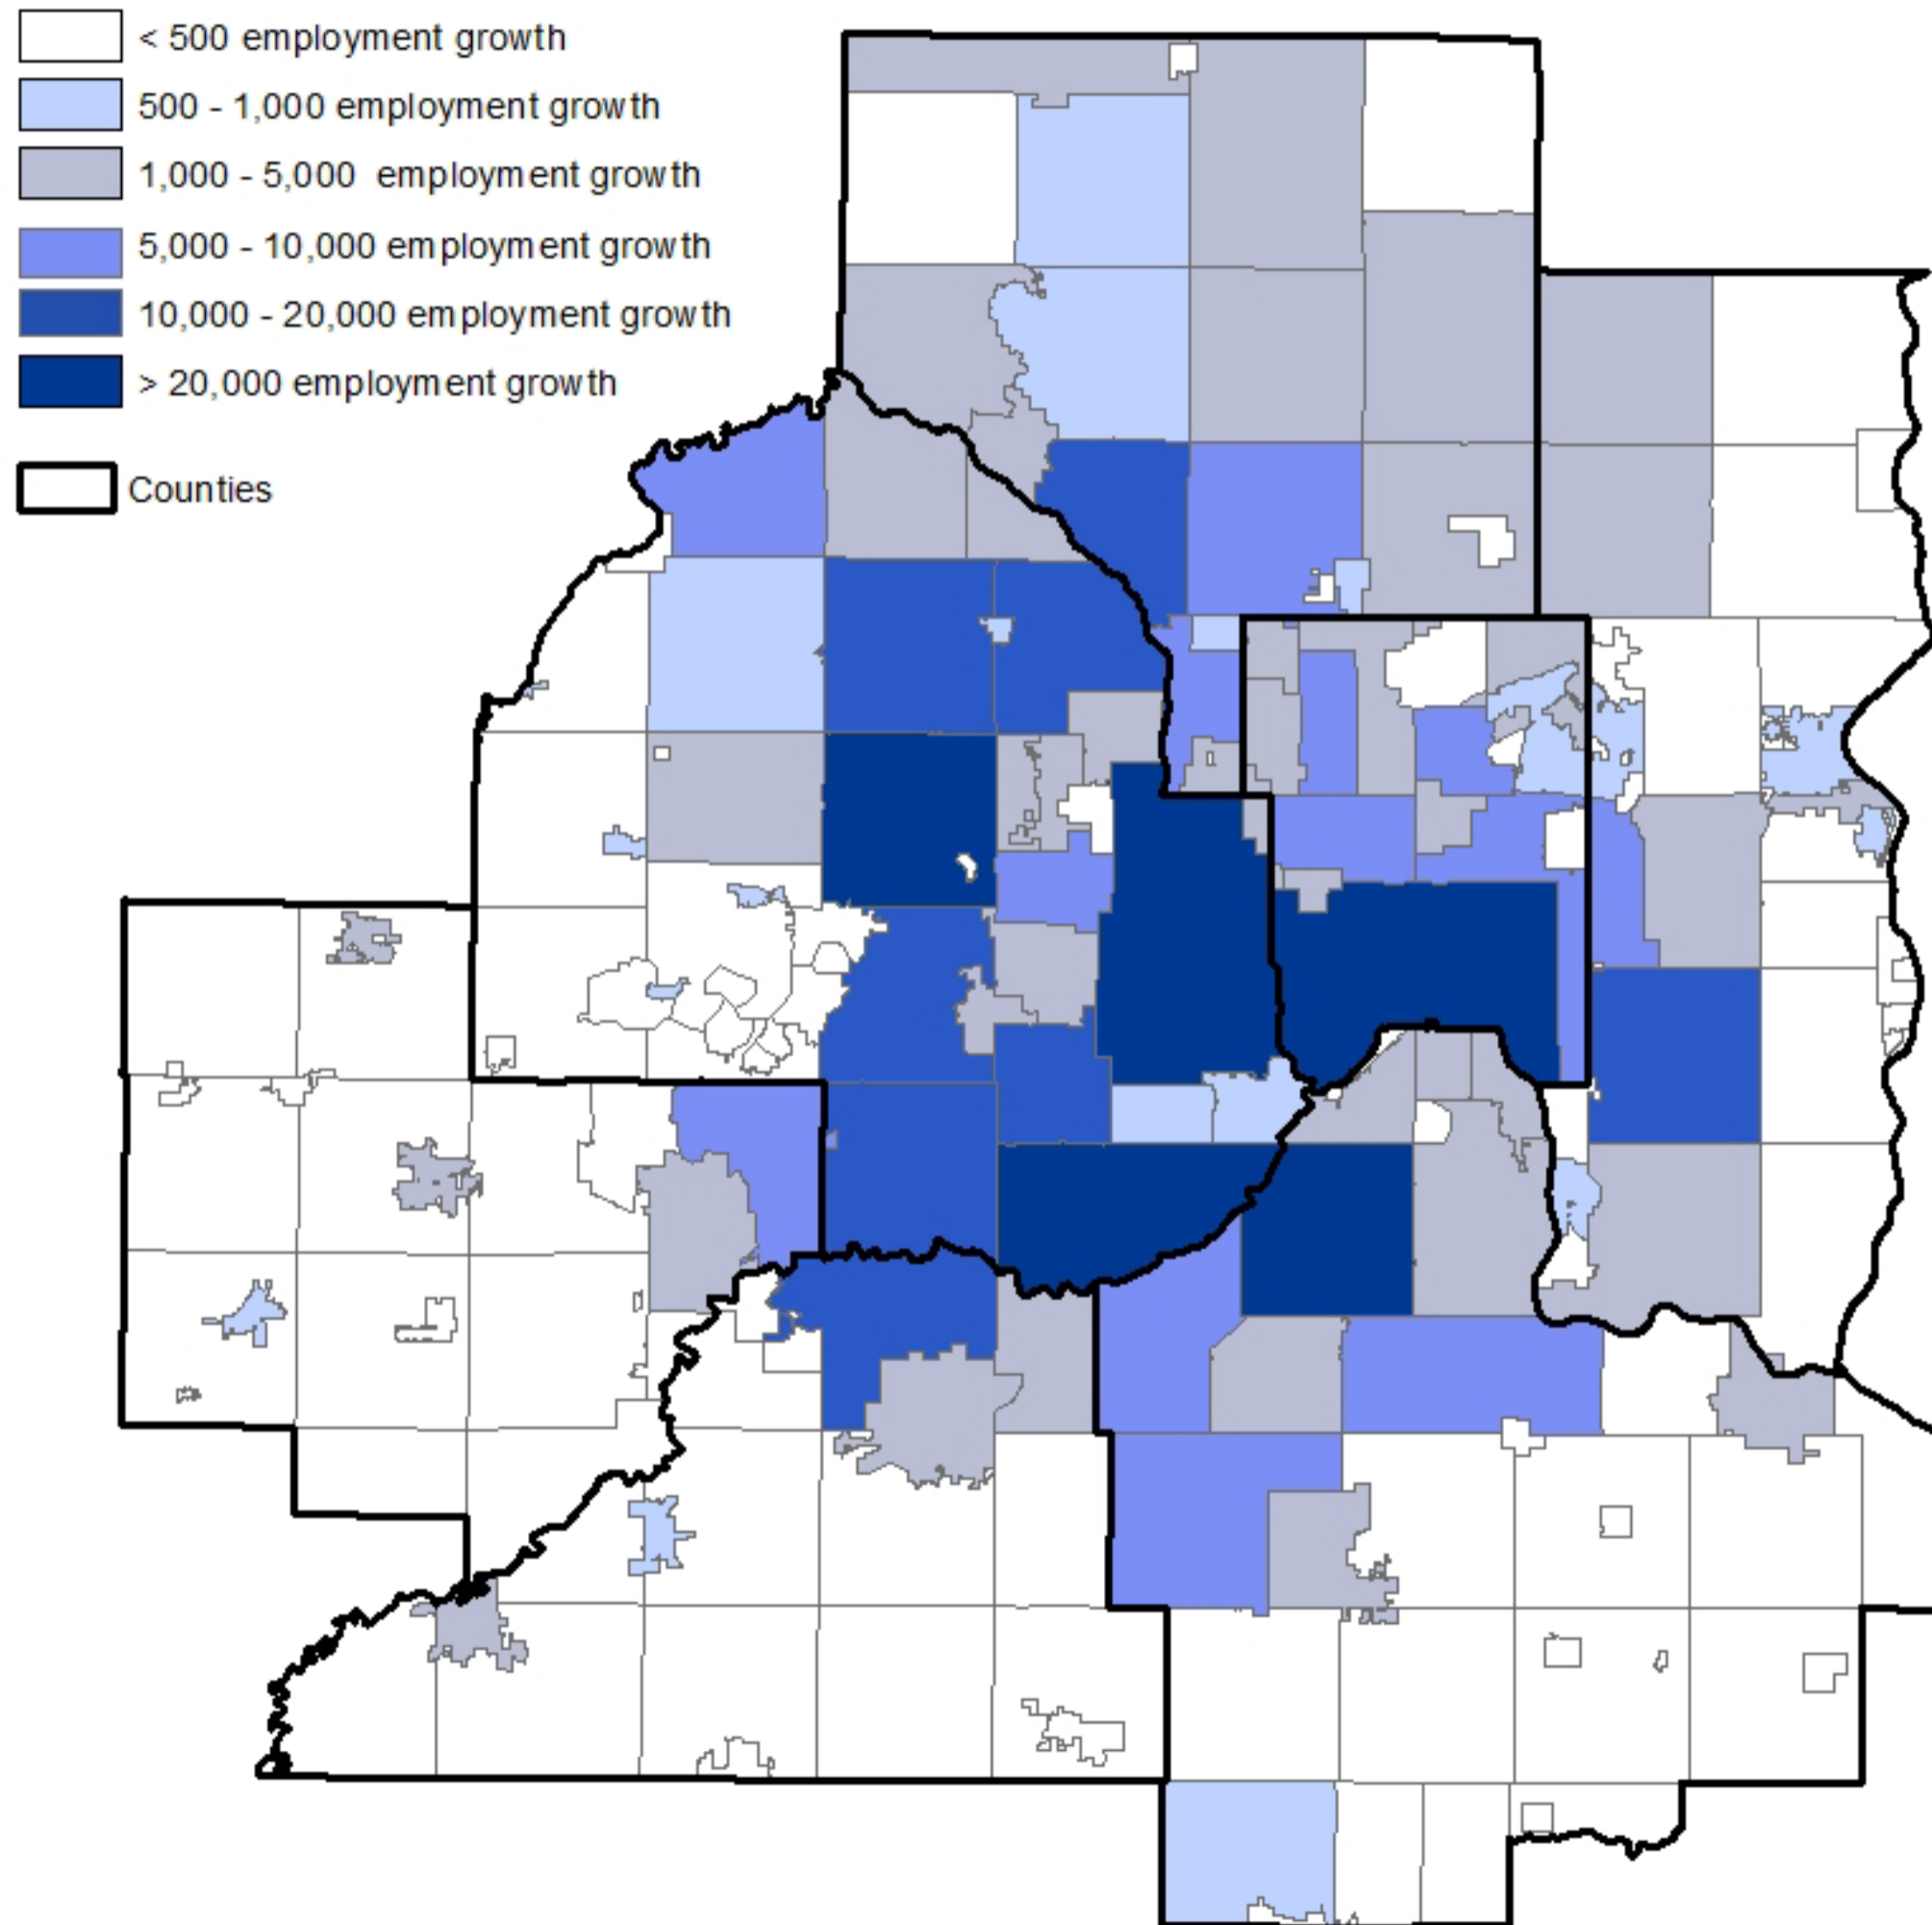 < 500 employment growth
500 - 1,000 employment growth
1,000 - 5,000 employment growth
5,000 - 10,000 employment growth
10,000 - 20,000 employment growth
> 20,000 employment growth
Counties